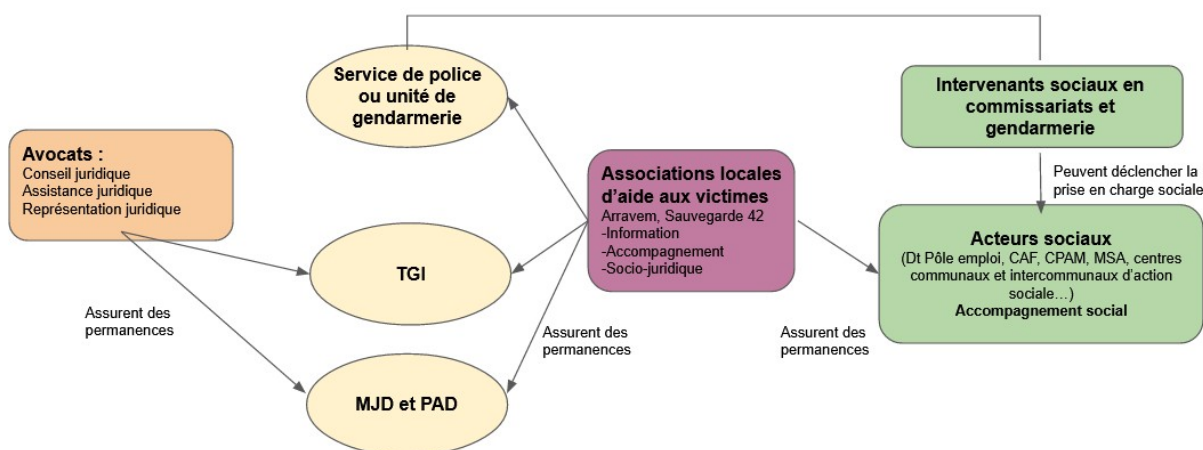 Service de police
ou unité de
gendarmerie
Intervenants sociaux en
commissariats et
gendarmerie
Avocats :
Conseil juridique
Assistance juridique
Représentation juridique
Associations locales
d'aide aux victimes
Arravem, Sauvegarde 42
-Information
-Accompagnement
-Socio-juridique
Peuvent déclencher la
prise en charge sociale
Acteurs sociaux
(Dt Pôle emploi, CAF, CPAM, MSA, centres
communaux et intercommunaux d'action
sociale…)
Accompagnement social
TGI
Assurent des
permanences
Assurent des
permanences
Assurent des
permanences
MJD et PAD